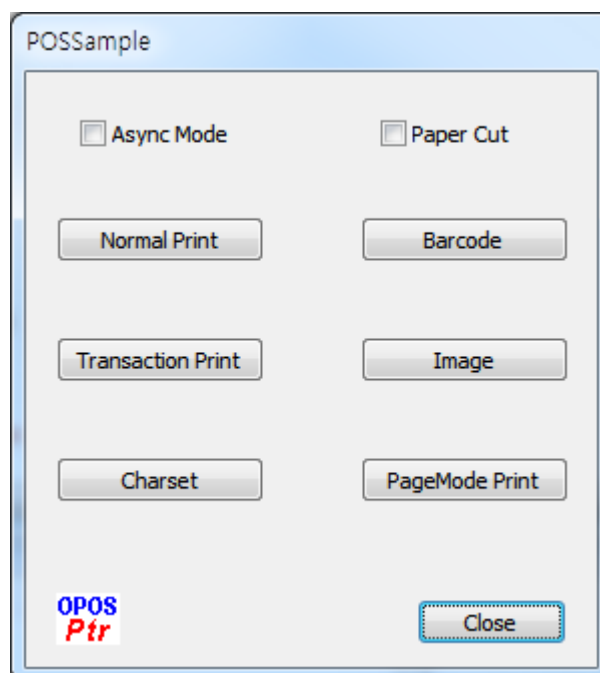 POSSample
Async Mode
Paper Cut
Normal Print
Barcode
Transaction Print
Image
Charset
PageMode Print
OPOS
Ptr
Close